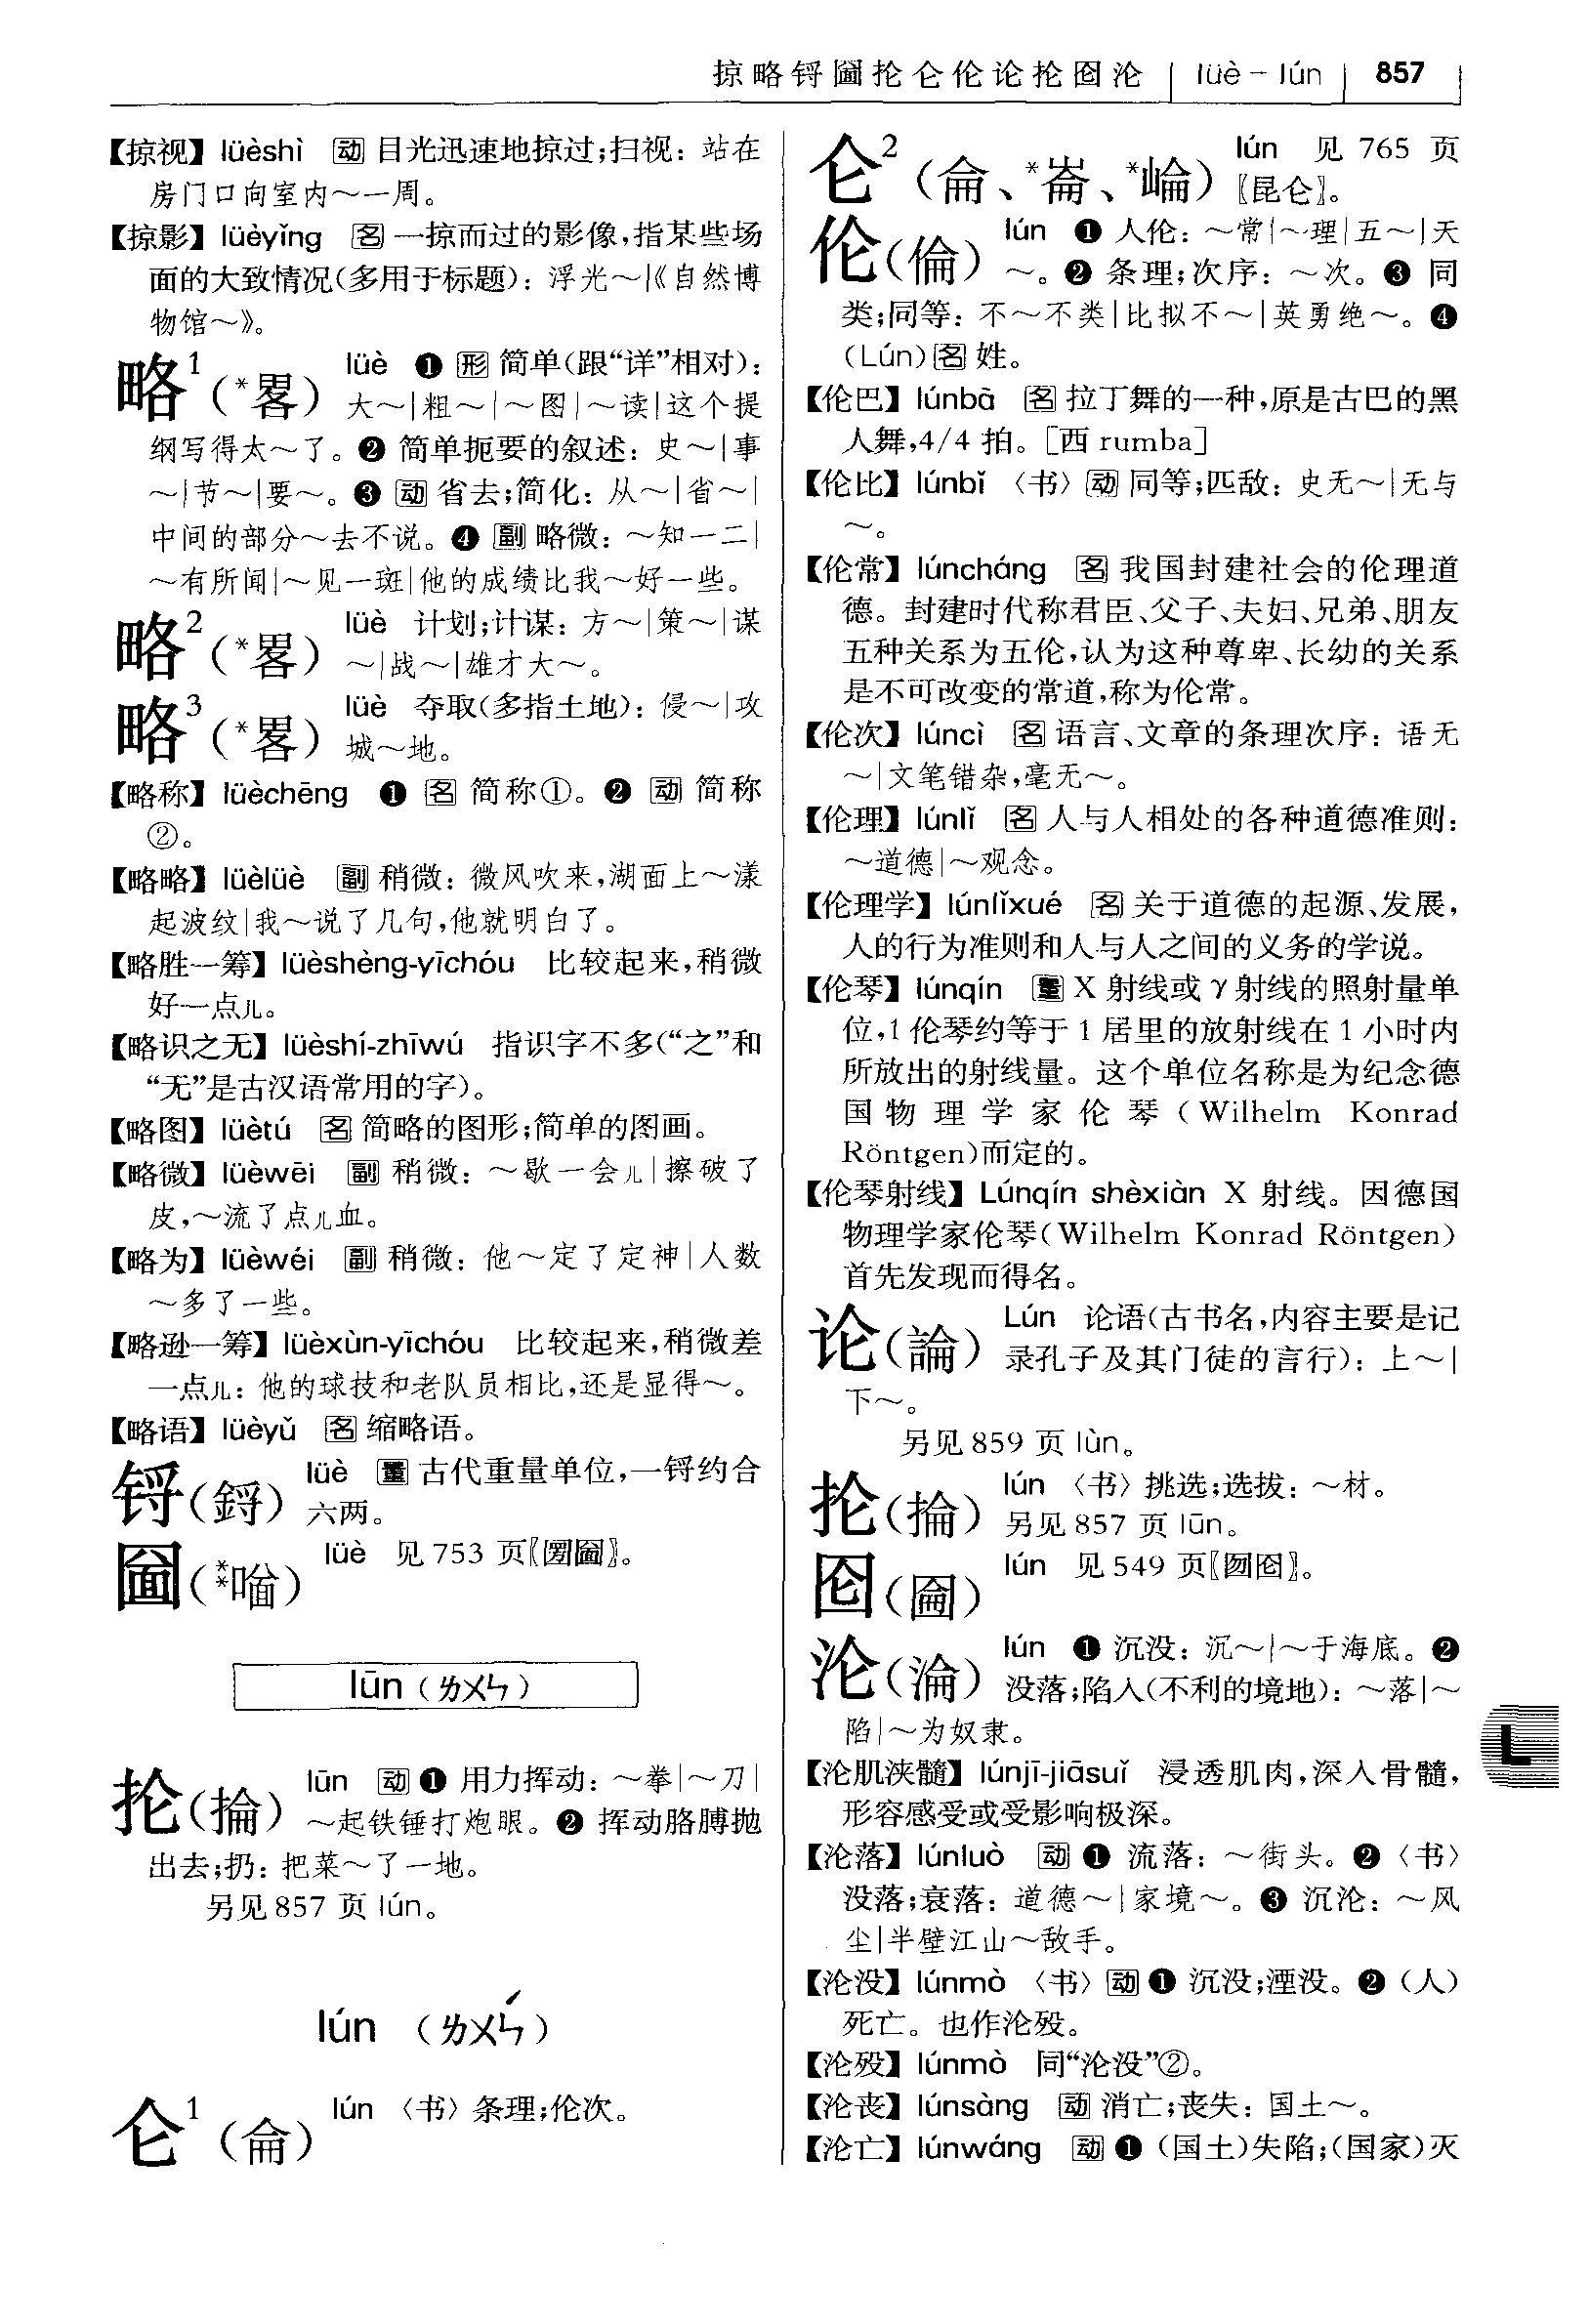 掠略锊圙抡仑伦论抡囵沦 lüè－lún 857
【掠视】lüèshì 动 目光迅速地掠过；扫视：站在
房门口向室内～一周。
【掠影】lüèyǐng 名 一掠而过的影像，指某些场
面的大致情况（多用于标题）：浮光～|《自然博
物馆～》。
略¹（*畧） lüè ❶ 形 简单（跟“详”相对）：
大～|粗～|～图|～读|这个提
纲写得太～了。❷ 简单扼要的叙述：史～|事
～|节～|要～。❸ 动 省去；简化：从～|省～|
中间的部分～去不说。❹ 副 略微：～知一二|
～有所闻|～见一斑|他的成绩比我～好一些。
略²（*畧） lüè 计划；计谋：方～|策～|谋
～|战～|雄才大～。
略³（*畧） lüè 夺取（多指土地）：侵～|攻
城～地。
【略称】lüèchēng ❶ 名 简称①。❷ 动 简称
②。
【略略】lüèlüè 副 稍微：微风吹来，湖面上～漾
起波纹|我～说了几句，他就明白了。
【略胜一筹】lüèshèng-yīchóu 比较起来，稍微
好一点儿。
【略识之无】lüèshí-zhīwú 指识字不多（“之”和
“无”是古汉语常用的字）。
【略图】lüètú 名 简略的图形；简单的图画。
【略微】lüèwēi 副 稍微：～歇一会儿|擦破了
皮，～流了点儿血。
【略为】lüèwéi 副 稍微：他～定了定神|人数
～多了一些。
【略逊一筹】lüèxùn-yīchóu 比较起来，稍微差
一点儿：他的球技和老队员相比，还是显得～。
【略语】lüèyǔ 名 缩略语。
锊（鋝） lüè 量 古代重量单位，一锊约合
六两。
圙（**㘕） lüè 见 753 页〖圐圙〗。
lūn（ㄌㄨㄣ）
抡（掄） lūn 动 ❶ 用力挥动：～拳|～刀|
～起铁锤打炮眼。❷ 挥动胳膊抛
出去；扔：把菜～了一地。
另见 857 页 lún。
lún（ㄌㄨㄣˊ）
仑¹（侖） lún 〈书〉条理；伦次。
仑²（侖、*崙、*崘） lún 见 765 页
〖昆仑〗。
伦（倫） lún ❶ 人伦：～常|～理|五～|天
～。❷ 条理；次序：～次。❸ 同
类；同等：不～不类|比拟不～|英勇绝～。❹
（Lún）名 姓。
【伦巴】lúnbā 名 拉丁舞的一种，原是古巴的黑
人舞，4/4 拍。［西 rumba］
【伦比】lúnbǐ 〈书〉动 同等；匹敌：史无～|无与
～。
【伦常】lúncháng 名 我国封建社会的伦理道
德。封建时代称君臣、父子、夫妇、兄弟、朋友
五种关系为五伦，认为这种尊卑、长幼的关系
是不可改变的常道，称为伦常。
【伦次】lúncì 名 语言、文章的条理次序：语无
～|文笔错杂，毫无～。
【伦理】lúnlǐ 名 人与人相处的各种道德准则：
～道德|～观念。
【伦理学】lúnlǐxué 名 关于道德的起源、发展，
人的行为准则和人与人之间的义务的学说。
【伦琴】lúnqín 量 X 射线或 γ 射线的照射量单
位，1 伦琴约等于 1 居里的放射线在 1 小时内
所放出的射线量。这个单位名称是为纪念德
国物理学家伦琴（Wilhelm Konrad
Röntgen）而定的。
【伦琴射线】Lúnqín shèxiàn X 射线。因德国
物理学家伦琴（Wilhelm Konrad Röntgen）
首先发现而得名。
论（論） Lún 论语（古书名，内容主要是记
录孔子及其门徒的言行）：上～|
下～。
另见 859 页 lùn。
抡（掄） lún 〈书〉挑选；选拔：～材。
另见 857 页 lūn。
囵（圇） lún 见 549 页〖囫囵〗。
沦（淪） lún ❶ 沉没：沉～|～于海底。❷
没落；陷入（不利的境地）：～落|～
陷|～为奴隶。
【沦肌浃髓】lúnjī-jiāsuǐ 浸透肌肉，深入骨髓，
形容感受或受影响极深。
【沦落】lúnluò 动 ❶ 流落：～街头。❷〈书〉
没落；衰落：道德～|家境～。❸ 沉沦：～风
尘|半壁江山～敌手。
【沦没】lúnmò 〈书〉动 ❶ 沉没；湮没。❷（人）
死亡。也作沦殁。
【沦殁】lúnmò 同“沦没”②。
【沦丧】lúnsàng 动 消亡；丧失：国土～。
【沦亡】lúnwáng 动 ❶（国土）失陷；（国家）灭
L